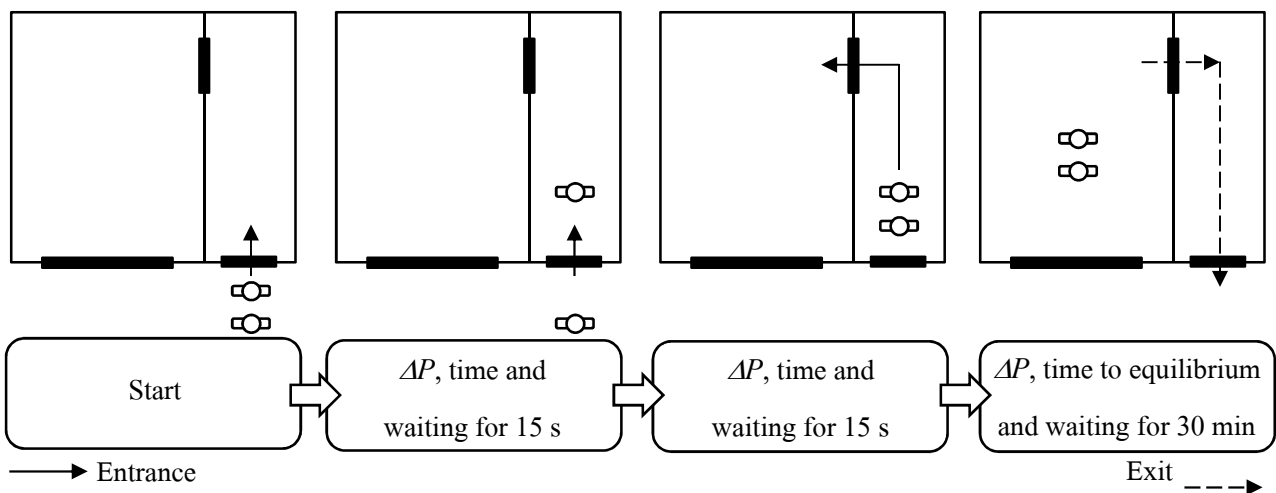 Start
ΔP, time and
waiting for 15 s
ΔP, time and
waiting for 15 s
ΔP, time to equilibrium
and waiting for 30 min
Entrance
Exit